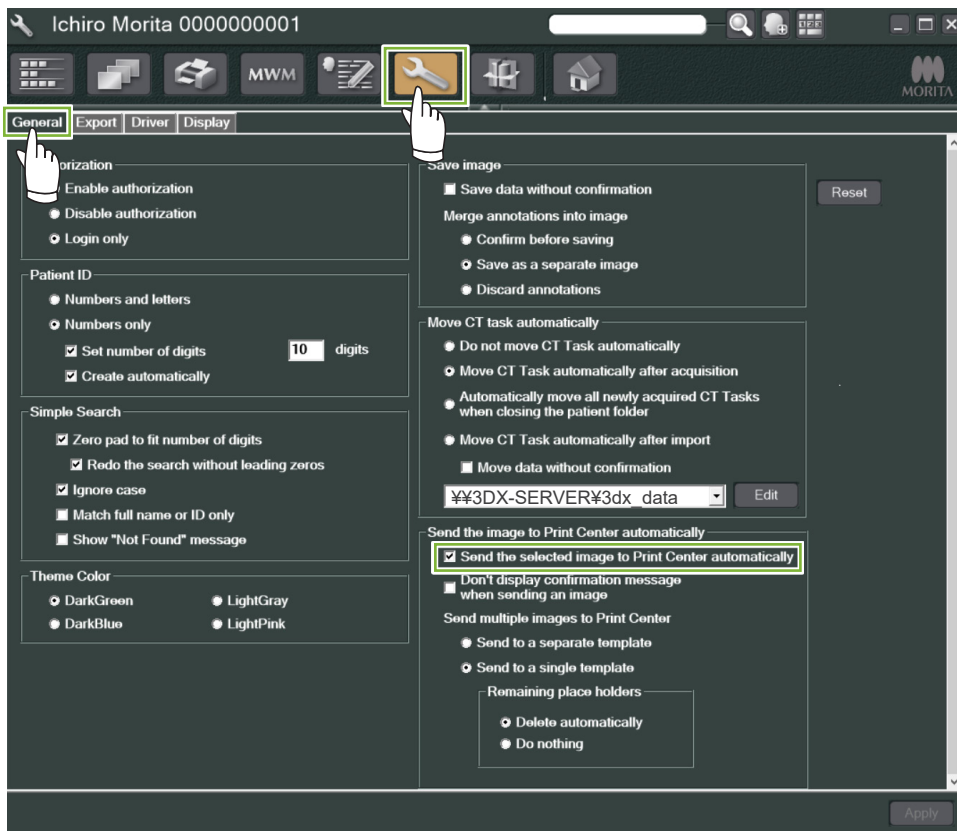 Ichiro Morita 0000000001
MWM
MORITA
General Export Driver Display
orization
Enable authorization
Disable authorization
Login only
Patient ID
Numbers and letters
Numbers only
Set number of digits 10 digits
Create automatically
Simple Search
Zero pad to fit number of digits
Redo the search without leading zeros
Ignore case
Match full name or ID only
Show "Not Found" message
Theme Color
DarkGreen LightGray
DarkBlue LightPink
Save image
Save data without confirmation
Merge annotations into image
Confirm before saving
Save as a separate image
Discard annotations
Move CT task automatically
Do not move CT Task automatically
Move CT Task automatically after acquisition
Automatically move all newly acquired CT Tasks
when closing the patient folder
Move CT Task automatically after import
Move data without confirmation
¥¥3DX-SERVER¥3dx_data Edit
Send the image to Print Center automatically
Send the selected image to Print Center automatically
Don't display confirmation message
when sending an image
Send multiple images to Print Center
Send to a separate template
Send to a single template
Remaining place holders
Delete automatically
Do nothing
Reset
Apply